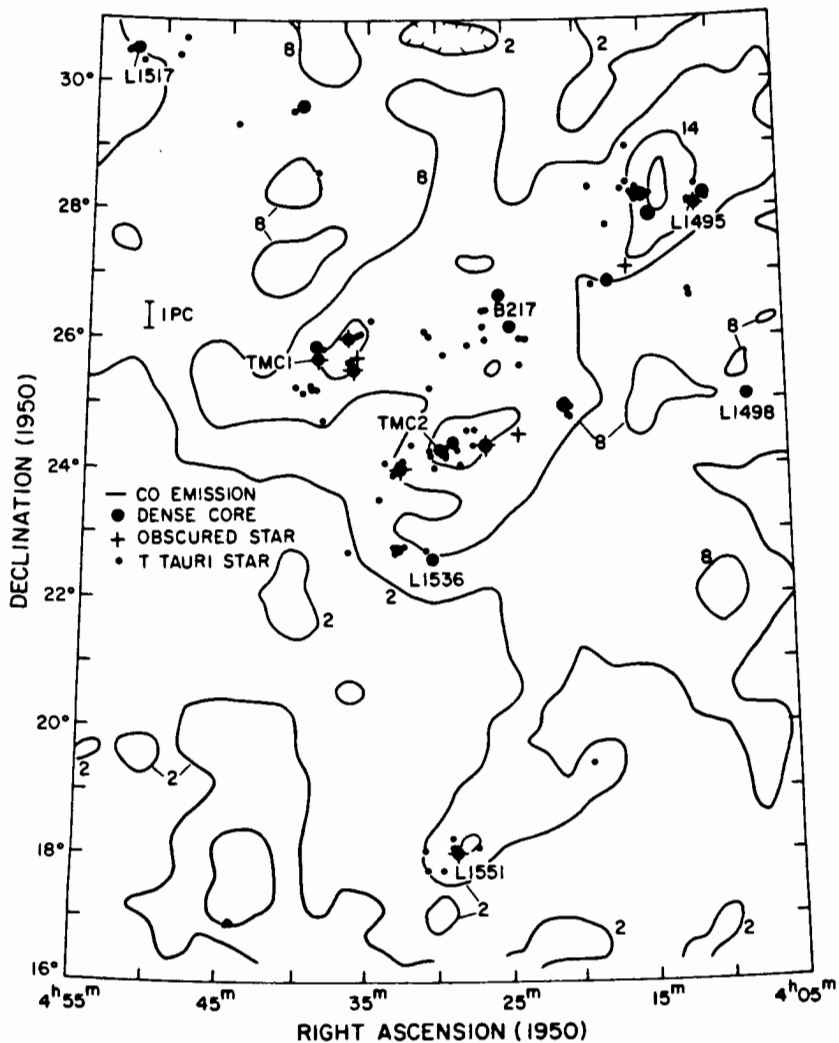 8
2
2
L1517
30°
14
8
28°
8
L1495
I PC
B217
26°
8
TMC1
L1498
TMC2
8
24°
CO EMISSION
DENSE CORE
OBSCURED STAR
T TAURI STAR
8
22°
L1536
2
2
20°
2
2
18°
L1551
2
2
2
16°
4ʰ55ᵐ
45ᵐ
35ᵐ
25ᵐ
15ᵐ
4ʰ05ᵐ
RIGHT ASCENSION (1950)
DECLINATION (1950)